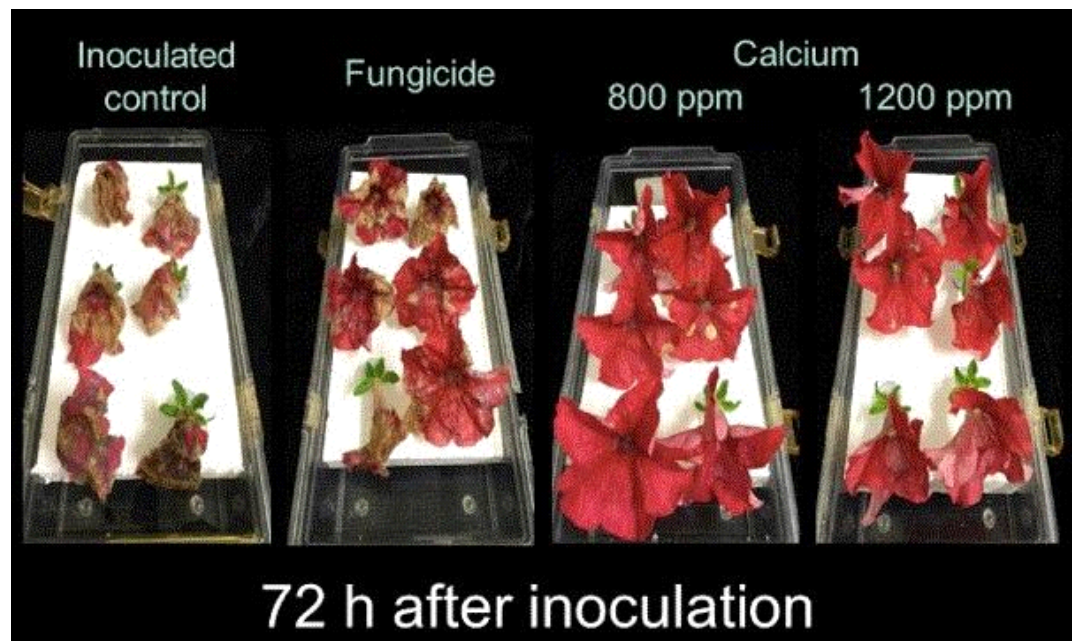 Inoculated
control
Fungicide
Calcium
800 ppm
1200 ppm
72 h after inoculation